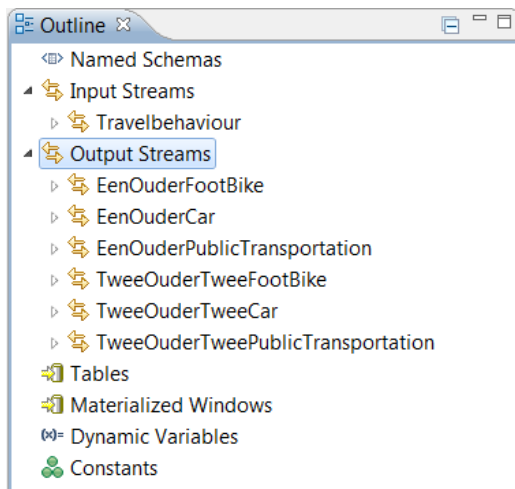 Outline
Named Schemas
Input Streams
Travelbehaviour
Output Streams
EenOuderFootBike
EenOuderCar
EenOuderPublicTransportation
TweeOuderTweeFootBike
TweeOuderTweeCar
TweeOuderTweePublicTransportation
Tables
Materialized Windows
(x)= Dynamic Variables
Constants